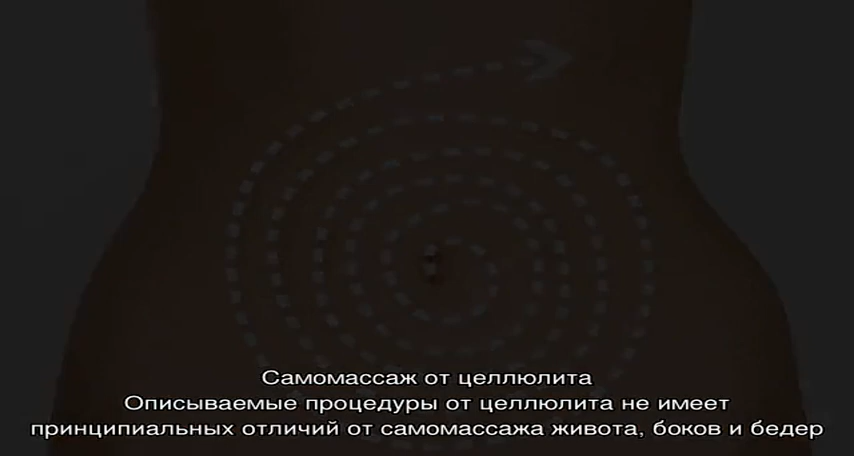 Самомассаж от целлюлита
Описываемые процедуры от целлюлита не имеет
принципиальных отличий от самомассажа живота, боков и бедер